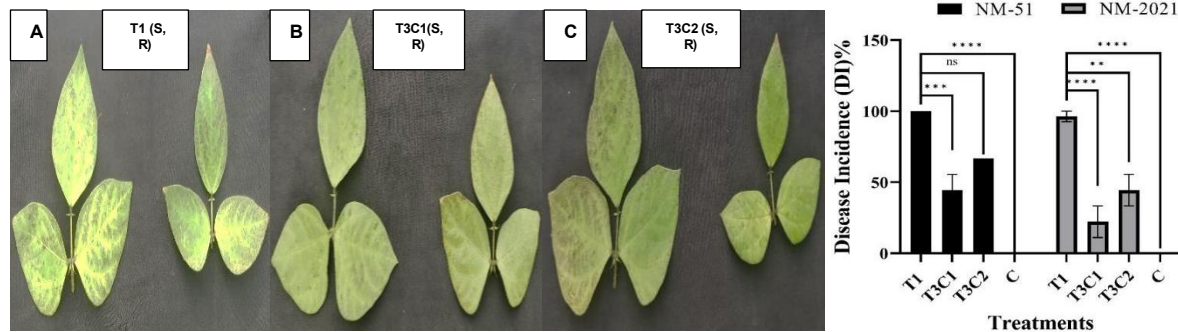 A
T1 (S,
R)
B
T3C1(S,
R)
C
T3C2 (S,
R)
NM-51
NM-2021
Disease Incidence (DI)%
150
100
50
0
****
ns
***
****
**
****
T1
T3C1
T3C2
C
T1
T3C1
T3C2
C
Treatments